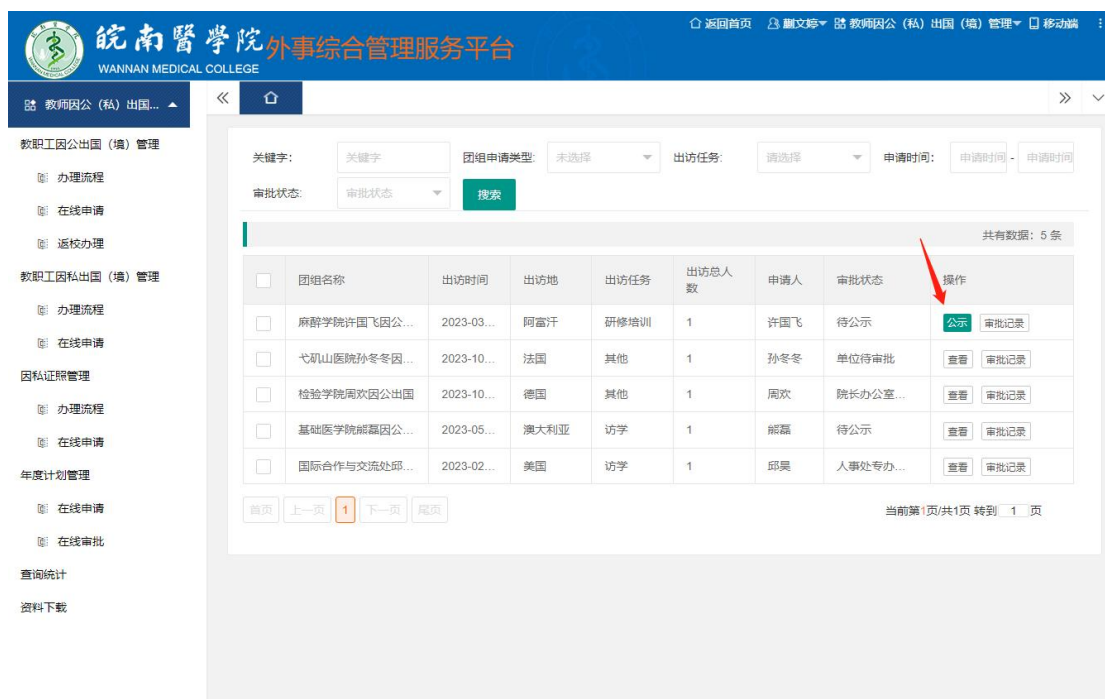 皖南醫學院外事综合管理服务平台
WANNAN MEDICAL COLLEGE
返回首页 蒯文婷 教师因公（私）出国（境）管理 移动端
教师因公（私）出国...
教职工因公出国（境）管理
办理流程
在线申请
返校办理
教职工因私出国（境）管理
办理流程
在线申请
因私证照管理
办理流程
在线申请
年度计划管理
在线申请
在线审批
查询统计
资料下载
关键字： 关键字 团组申请类型: 未选择 出访任务: 请选择 申请时间： 申请时间 - 申请时间
审批状态: 审批状态 搜索
共有数据：5 条
团组名称 出访时间 出访地 出访任务 出访总人数 申请人 审批状态 操作
麻醉学院许国飞因公... 2023-03... 阿富汗 研修培训 1 许国飞 待公示 公示 审批记录
弋矶山医院孙冬冬因... 2023-10... 法国 其他 1 孙冬冬 单位待审批 查看 审批记录
检验学院周欢因公出国 2023-10... 德国 其他 1 周欢 院长办公室... 查看 审批记录
基础医学院熊磊因公... 2023-05... 澳大利亚 访学 1 熊磊 待公示 查看 审批记录
国际合作与交流处邱... 2023-02... 美国 访学 1 邱昊 人事处专办... 查看 审批记录
首页 上一页 1 下一页 尾页
当前第1页/共1页 转到 1 页